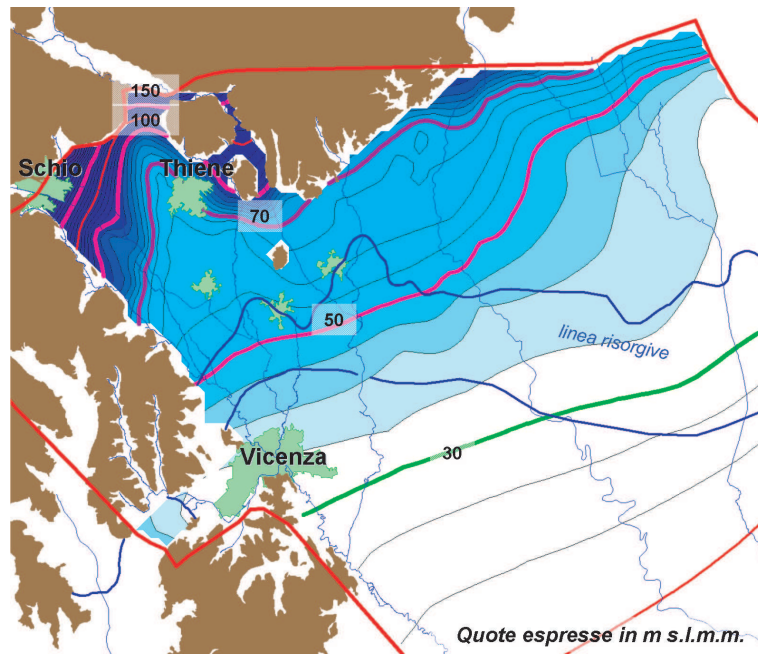 150
100
Schio
Thiene
70
50
linea risorgive
30
Vicenza
Quote espresse in m s.l.m.m.